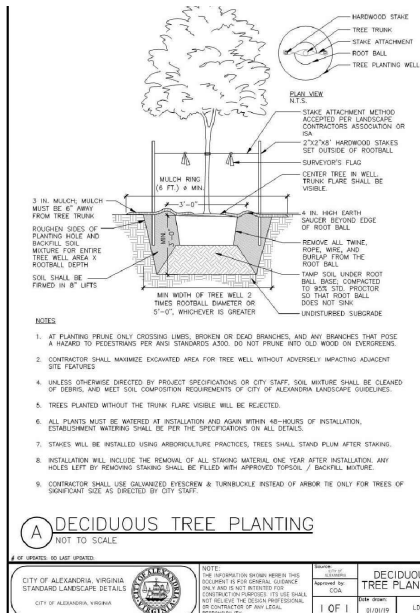 HARDWOOD STAKE
TREE TRUNK
STAKE ATTACHMENT
ROOT BALL
TREE PLANTING WELL
PLAN VIEW
N.T.S.
STAKE ATTACHMENT METHOD
ACCEPTED PER LANDSCAPE
CONTRACTORS ASSOCIATION OR
ISA
2"X2"X8' HARDWOOD STAKES
SET OUTSIDE OF ROOTBALL
SURVEYOR'S FLAG
CENTER TREE IN WELL.
TRUNK FLARE SHALL BE
VISIBLE.
MULCH RING
(6 FT.) ϕ MIN.
3'-0"
3 IN. MULCH; MULCH
MUST BE 6" AWAY
FROM TREE TRUNK
ROUGHEN SIDES OF
PLANTING HOLE AND
BACKFILL SOIL
MIXTURE FOR ENTIRE
TREE WELL AREA X
ROOTBALL DEPTH
SOIL SHALL BE
FIRMED IN 8" LIFTS
MIN.
3'-0"
4 IN. HIGH EARTH
SAUCER BEYOND EDGE
OF ROOT BALL
REMOVE ALL TWINE,
ROPE, WIRE, AND
BURLAP FROM THE
ROOT BALL
TAMP SOIL UNDER ROOT
BALL BASE; COMPACTED
TO 95% STD. PROCTOR
SO THAT ROOT BALL
DOES NOT SINK
UNDISTURBED SUBGRADE
MIN WIDTH OF TREE WELL 2
TIMES ROOTBALL DIAMETER OR
5'-0", WHICHEVER IS GREATER
NOTES:
1. AT PLANTING PRUNE ONLY CROSSING LIMBS, BROKEN OR DEAD BRANCHES, AND ANY BRANCHES THAT POSE
A HAZARD TO PEDESTRIANS PER ANSI STANDARDS A300. DO NOT PRUNE INTO OLD WOOD ON EVERGREENS.
2. CONTRACTOR SHALL MAXIMIZE EXCAVATED AREA FOR TREE WELL WITHOUT ADVERSELY IMPACTING ADJACENT
SITE FEATURES
4. UNLESS OTHERWISE DIRECTED BY PROJECT SPECIFICATIONS OR CITY STAFF, SOIL MIXTURE SHALL BE CLEANED
OF DEBRIS, AND MEET SOIL COMPOSITION REQUIREMENTS OF CITY OF ALEXANDRIA LANDSCAPE GUIDELINES.
5. TREES PLANTED WITHOUT THE TRUNK FLARE VISIBLE WILL BE REJECTED.
6. ALL PLANTS MUST BE WATERED AT INSTALLATION AND AGAIN WITHIN 48-HOURS OF INSTALLATION,
ESTABLISHMENT WATERING SHALL BE PER THE SPECIFICATIONS ON ALL DETAILS.
7. STAKES WILL BE INSTALLED USING ARBORICULTURE PRACTICES, TREES SHALL STAND PLUM AFTER STAKING.
8. INSTALLATION WILL INCLUDE THE REMOVAL OF ALL STAKING MATERIAL ONE YEAR AFTER INSTALLATION. ANY
HOLES LEFT BY REMOVING STAKING SHALL BE FILLED WITH APPROVED TOPSOIL / BACKFILL MIXTURE.
9. CONTRACTOR SHALL USE GALVANIZED EYESCREW & TURNBUCKLE INSTEAD OF ARBOR TIE ONLY FOR TREES OF
SIGNIFICANT SIZE AS DIRECTED BY CITY STAFF.
A DECIDUOUS TREE PLANTING
NOT TO SCALE
# OF UPDATES: 00 LAST UPDATED:
CITY OF ALEXANDRIA, VIRGINIA
STANDARD LANDSCAPE DETAILS
CITY OF ALEXANDRIA, VIRGINIA
NOTE:
THE INFORMATION SHOWN HEREIN THIS
DOCUMENT IS FOR GENERAL GUIDANCE
ONLY AND IS NOT INTENDED FOR
CONSTRUCTION PURPOSES. ITS USE SHALL
NOT RELIEVE THE DESIGN PROFESSIONAL
OR CONTRACTOR OF ANY LEGAL
Source:
CITY OF ALEXANDRIA
Approved by:
COA
1 OF 1
DECIDUO
TREE PLAN
Date drawn:
01/01/19